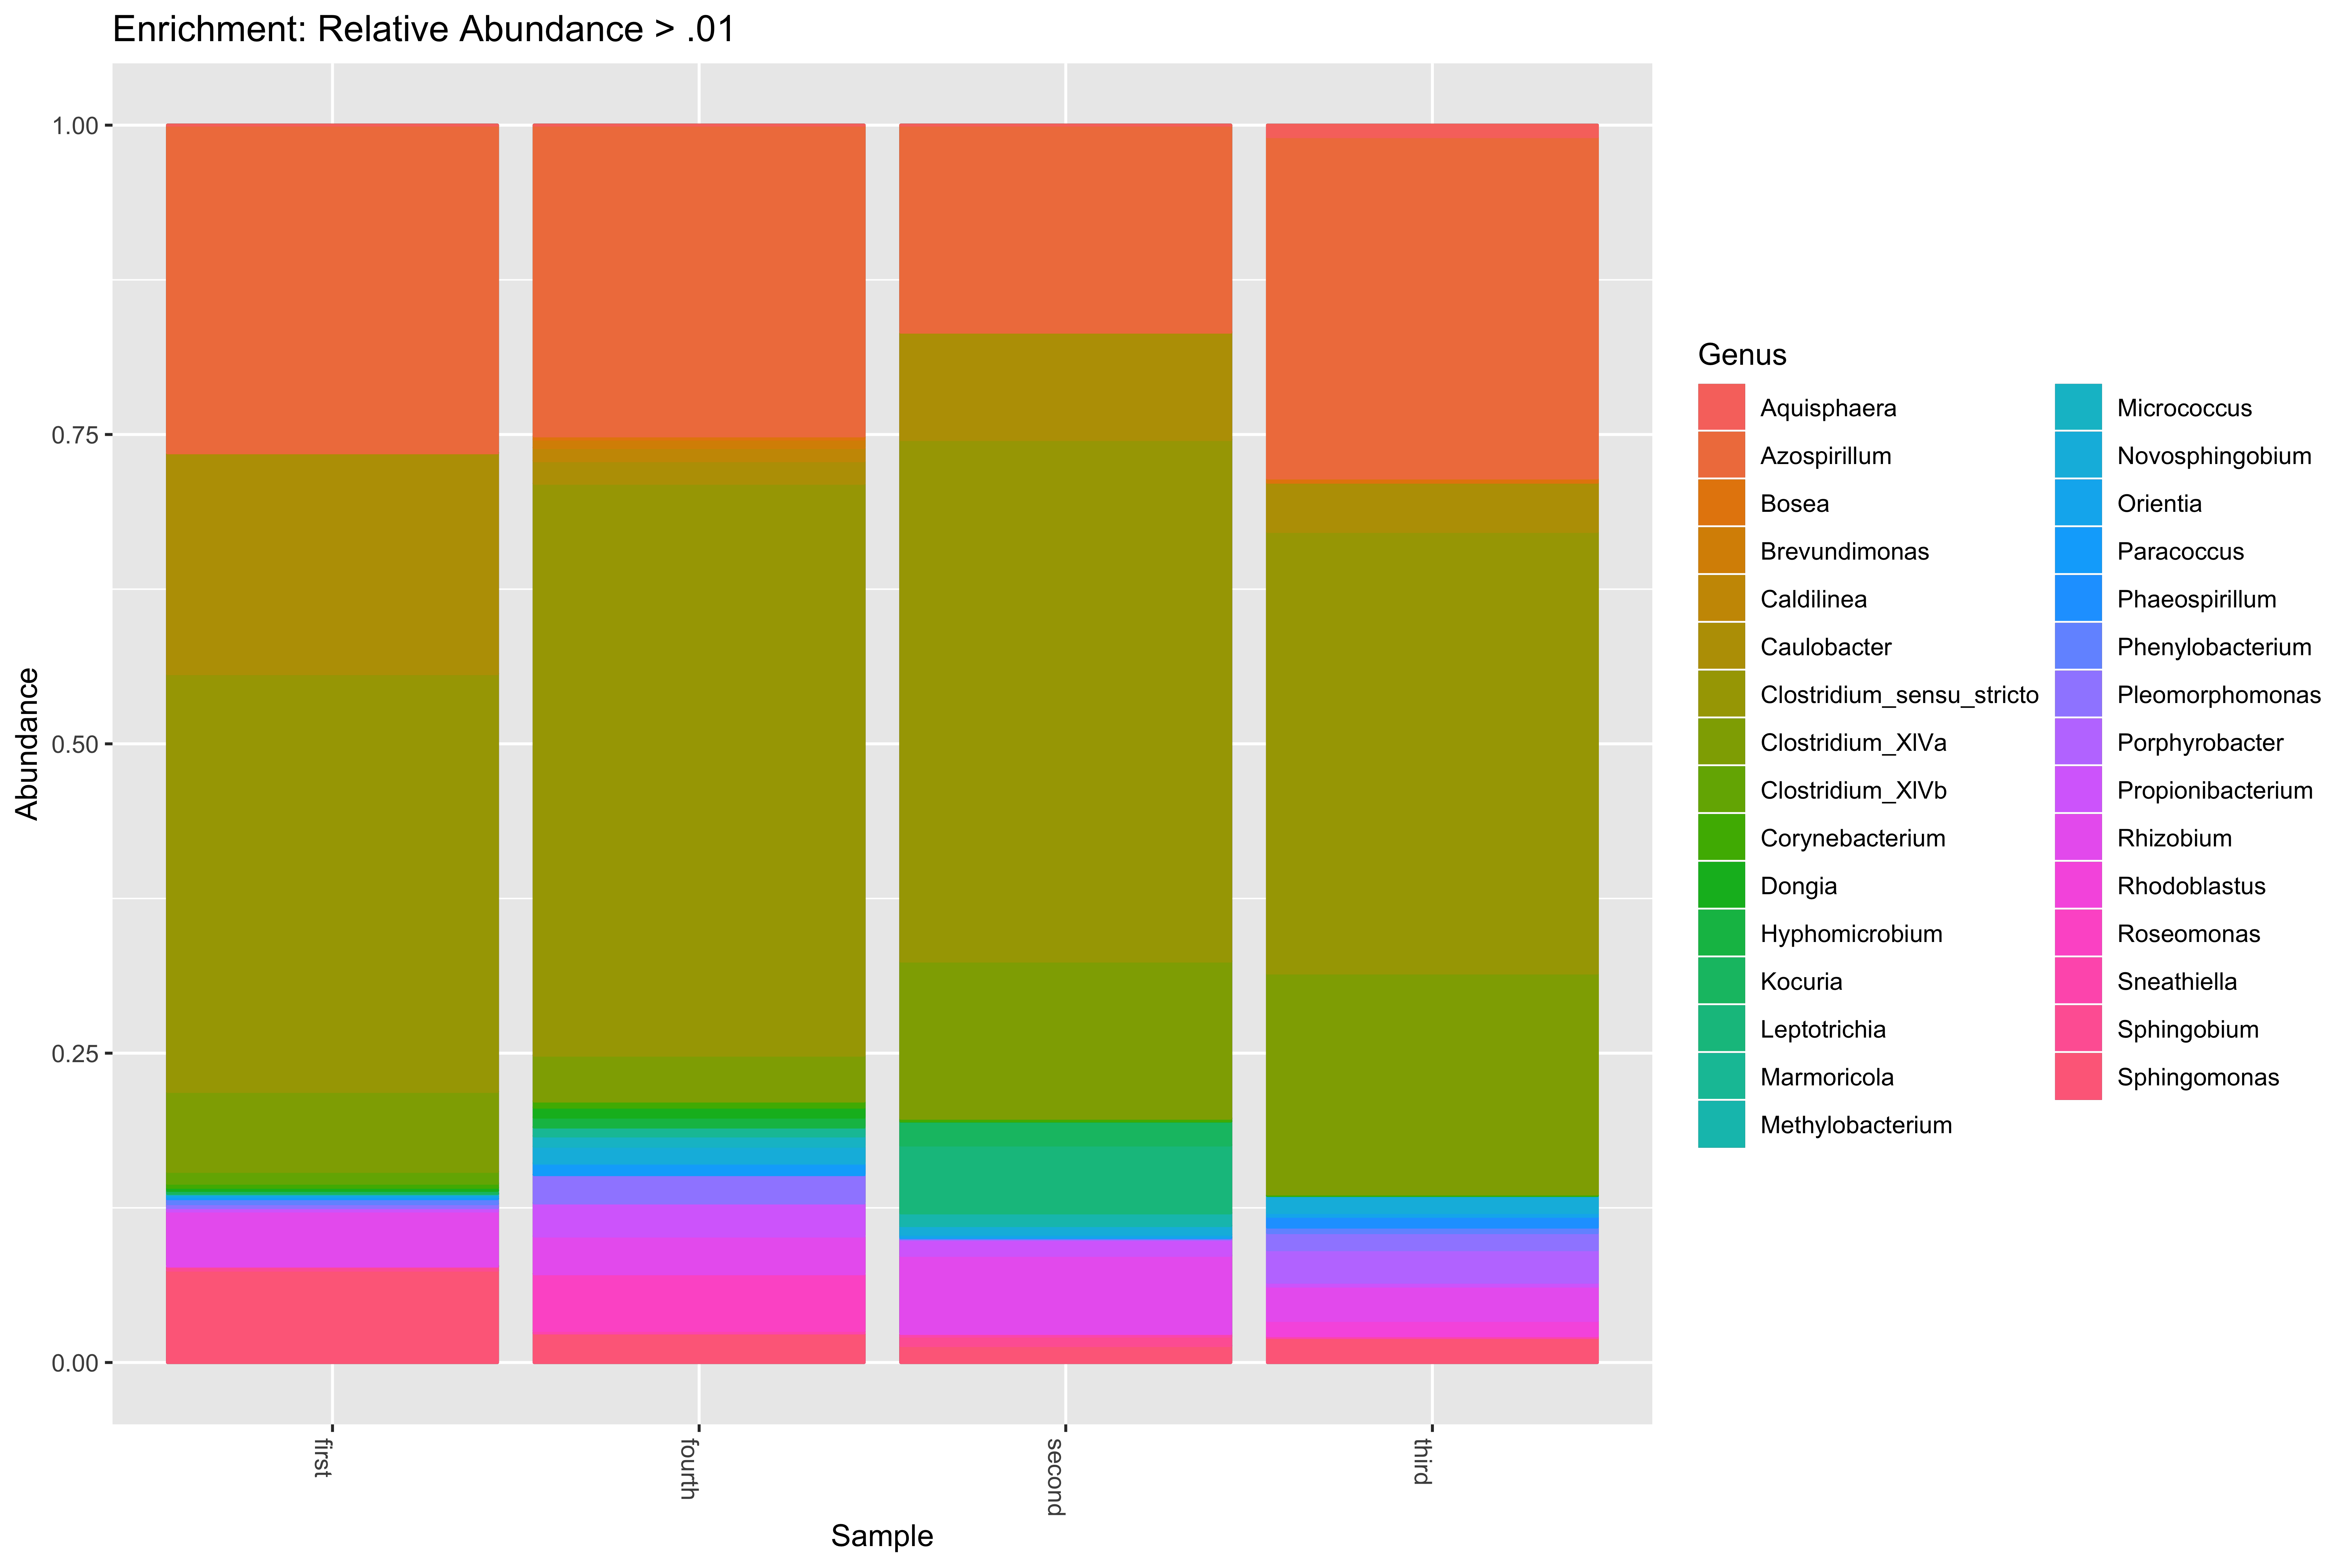 Enrichment: Relative Abundance > .01
Abundance
1.00
0.75
0.50
0.25
0.00
first
fourth
second
third
Sample
Genus
Aquisphaera
Azospirillum
Bosea
Brevundimonas
Caldilinea
Caulobacter
Clostridium_sensu_stricto
Clostridium_XlVa
Clostridium_XlVb
Corynebacterium
Dongia
Hyphomicrobium
Kocuria
Leptotrichia
Marmoricola
Methylobacterium
Micrococcus
Novosphingobium
Orientia
Paracoccus
Phaeospirillum
Phenylobacterium
Pleomorphomonas
Porphyrobacter
Propionibacterium
Rhizobium
Rhodoblastus
Roseomonas
Sneathiella
Sphingobium
Sphingomonas